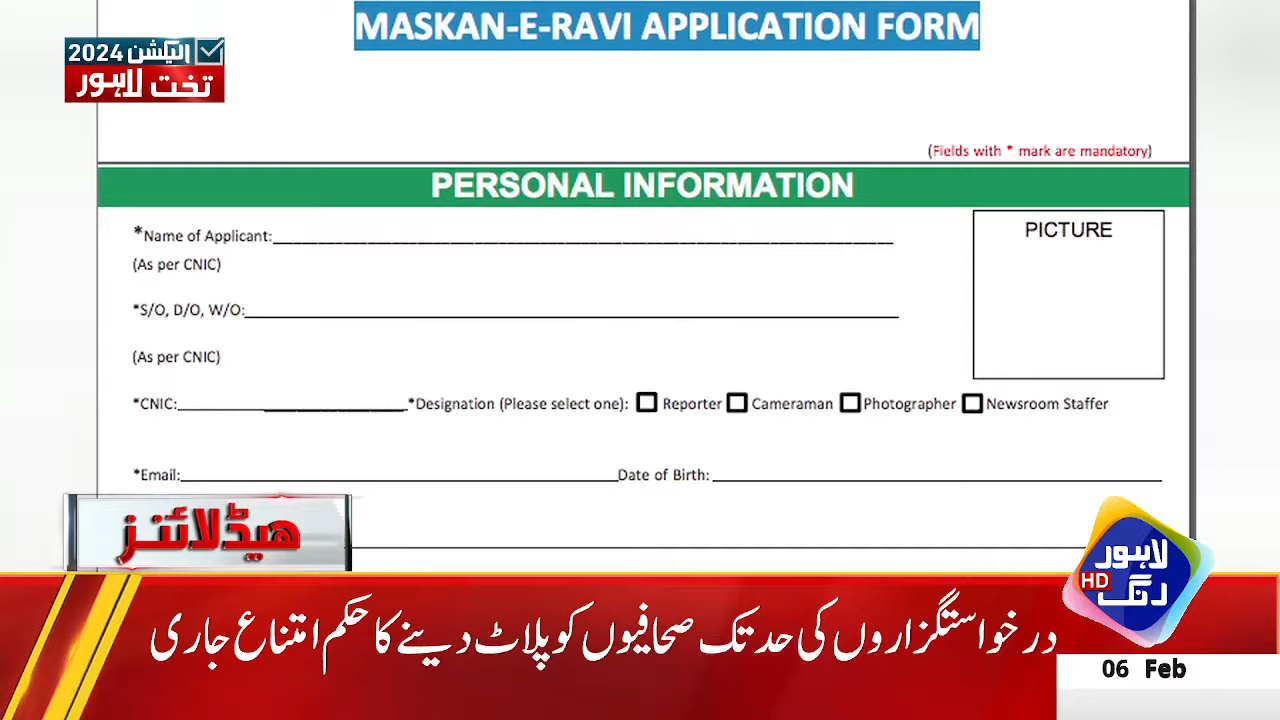 MASKAN-E-RAVI APPLICATION FORM
الیکشن 2024
تخت لاہور
(Fields with * mark are mandatory)
PERSONAL INFORMATION
*Name of Applicant:
PICTURE
(As per CNIC)
*S/O, D/O, W/O:
(As per CNIC)
*CNIC: *Designation (Please select one): Reporter Cameraman Photographer Newsroom Staffer
*Email: Date of Birth:
ہیڈلائنز
لاہور
HD رنگ
درخواستگزاروں کی حد تک صحافیوں کو پلاٹ دینے کا حکم امتناع جاری
06 Feb